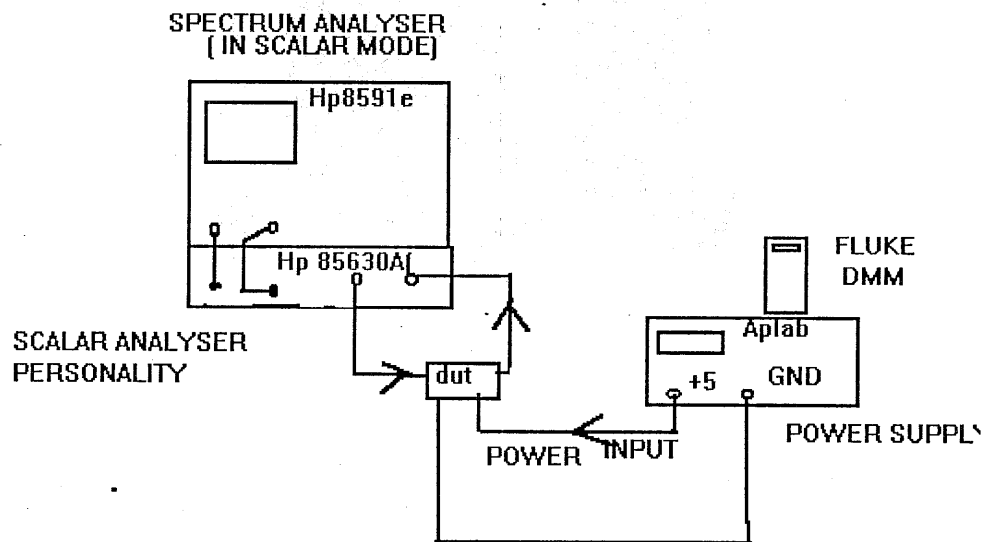 SPECTRUM ANALYSER
( IN SCALAR MODE)
Hp8591e
Hp 85630A
SCALAR ANALYSER
PERSONALITY
dut
FLUKE
DMM
Aplab
+5 GND
POWER INPUT
POWER SUPPLY